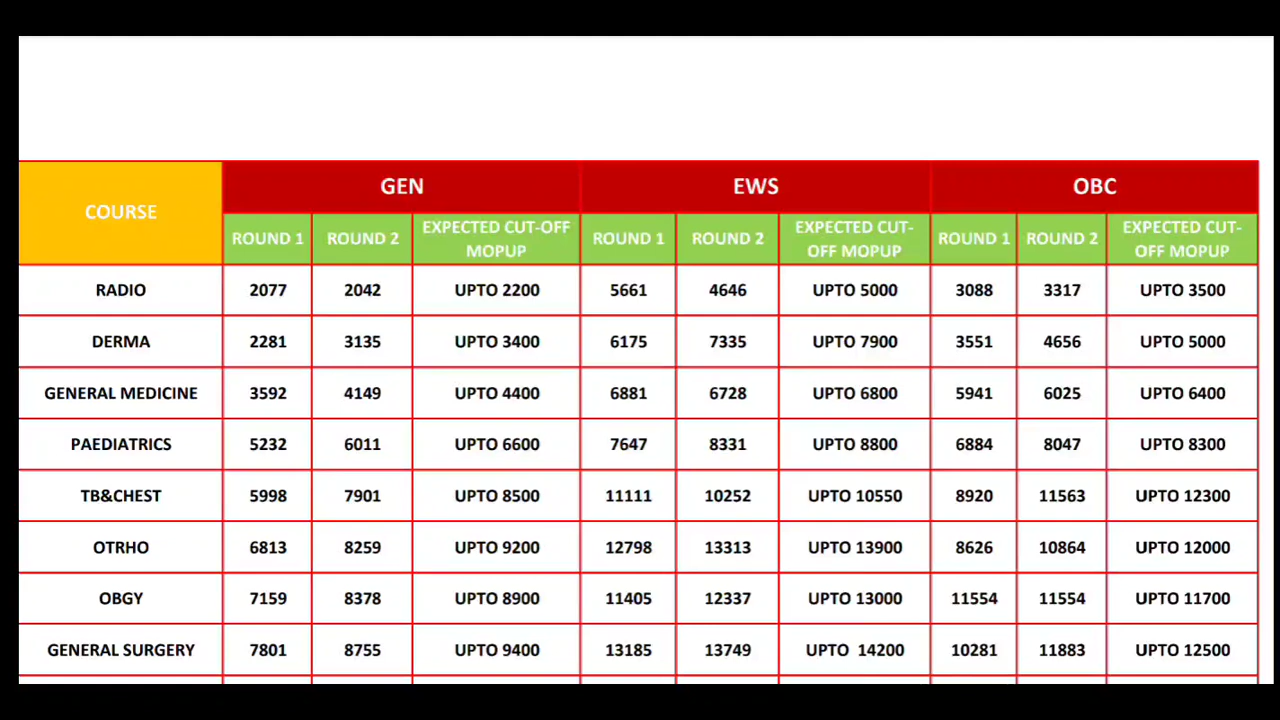 COURSE GEN EWS OBC
ROUND 1 ROUND 2 EXPECTED CUT-OFF MOPUP ROUND 1 ROUND 2 EXPECTED CUT-OFF MOPUP ROUND 1 ROUND 2 EXPECTED CUT-OFF MOPUP
RADIO 2077 2042 UPTO 2200 5661 4646 UPTO 5000 3088 3317 UPTO 3500
DERMA 2281 3135 UPTO 3400 6175 7335 UPTO 7900 3551 4656 UPTO 5000
GENERAL MEDICINE 3592 4149 UPTO 4400 6881 6728 UPTO 6800 5941 6025 UPTO 6400
PAEDIATRICS 5232 6011 UPTO 6600 7647 8331 UPTO 8800 6884 8047 UPTO 8300
TB&CHEST 5998 7901 UPTO 8500 11111 10252 UPTO 10550 8920 11563 UPTO 12300
OTRHO 6813 8259 UPTO 9200 12798 13313 UPTO 13900 8626 10864 UPTO 12000
OBGY 7159 8378 UPTO 8900 11405 12337 UPTO 13000 11554 11554 UPTO 11700
GENERAL SURGERY 7801 8755 UPTO 9400 13185 13749 UPTO 14200 10281 11883 UPTO 12500